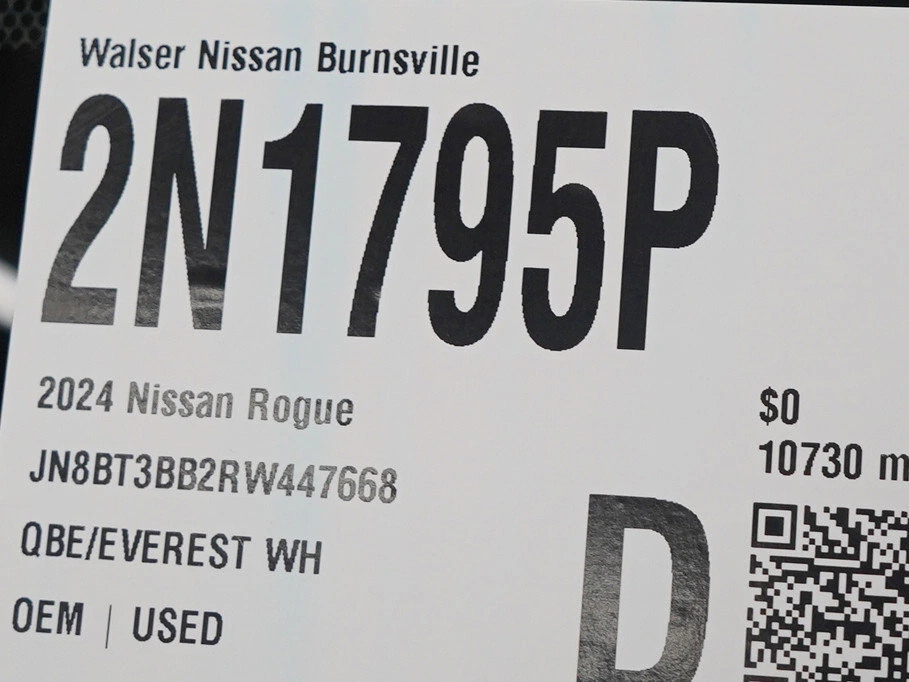 Walser Nissan Burnsville
2N1795P
2024 Nissan Rogue
JN8BT3BB2RW447668
QBE/EVEREST WH
OEM | USED
$0
10730 m
D